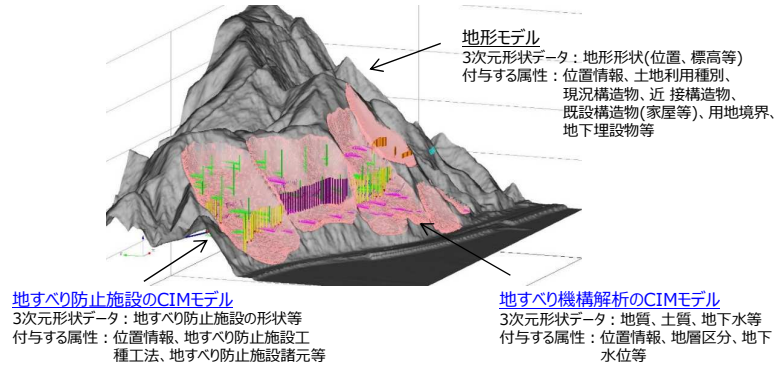 地形モデル
3次元形状データ：地形形状(位置、標高等)
付与する属性：位置情報、土地利用種別、
現況構造物、近 接構造物、
既設構造物(家屋等)、用地境界、
地下埋設物等
地すべり防止施設のCIMモデル
3次元形状データ：地すべり防止施設の形状等
付与する属性：位置情報、地すべり防止施設工
種工法、地すべり防止施設諸元等
地すべり機構解析のCIMモデル
3次元形状データ：地質、土質、地下水等
付与する属性：位置情報、地層区分、地下
水位等